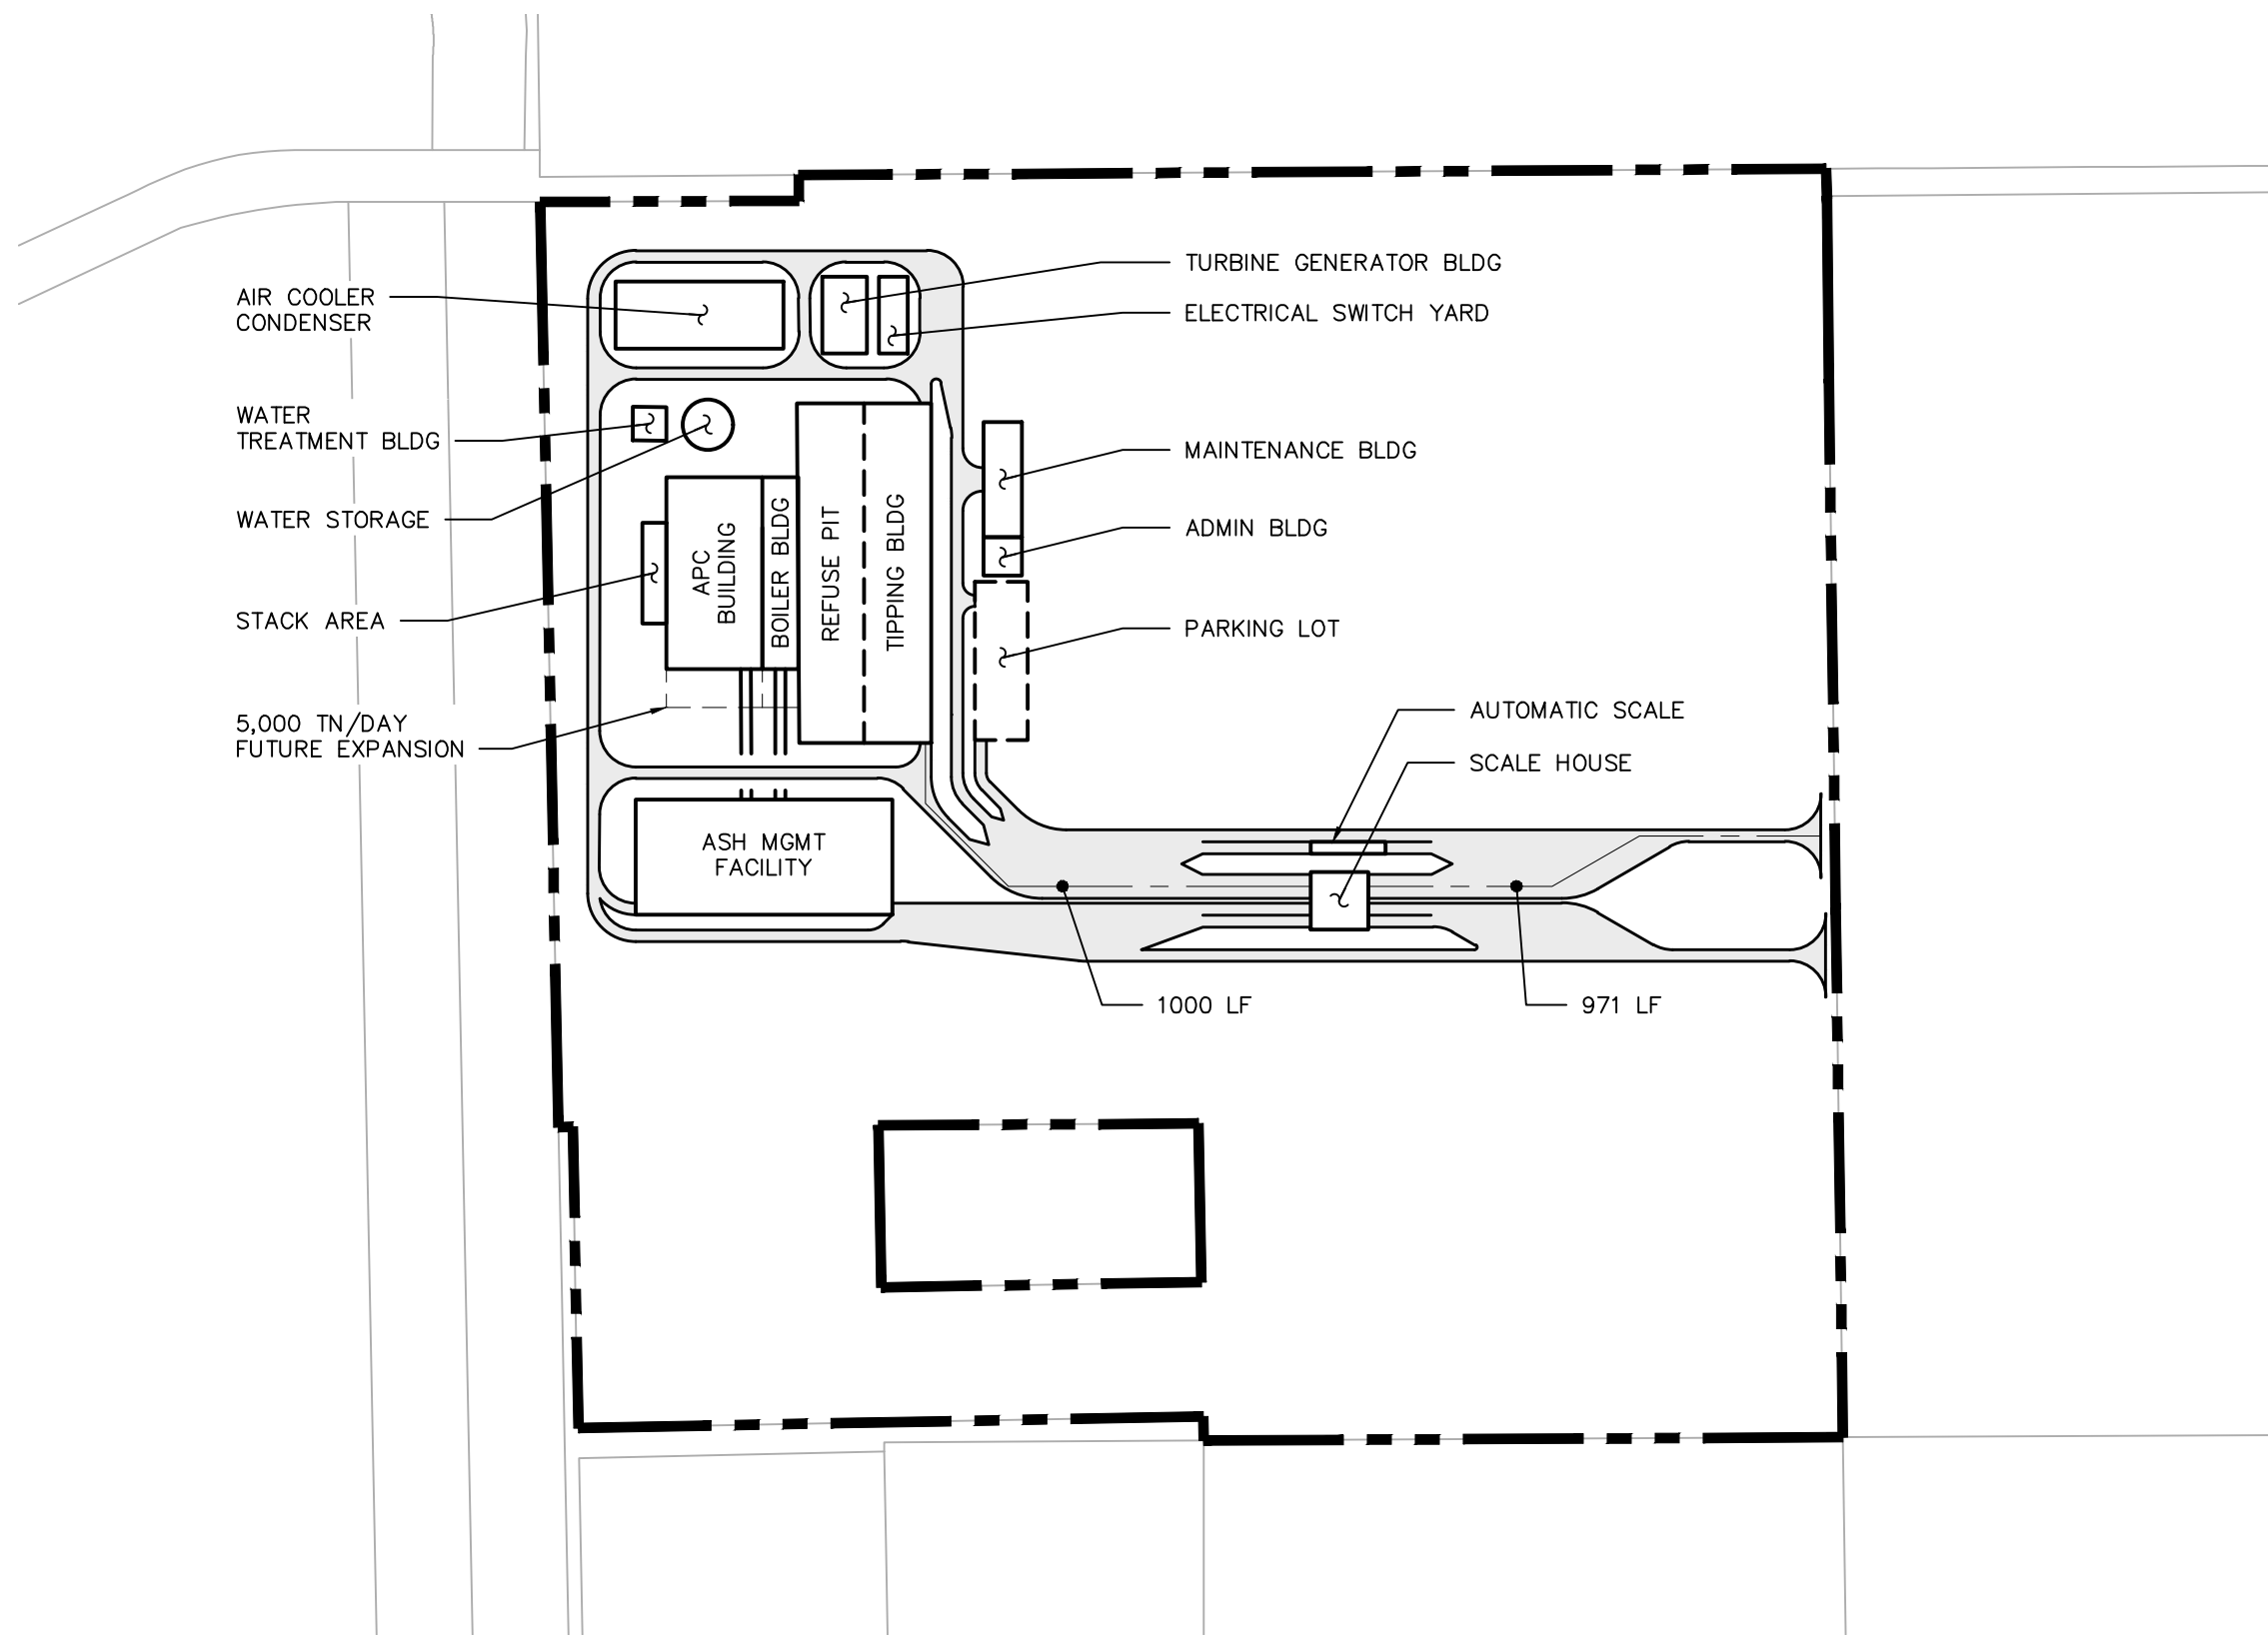 AIR COOLER
CONDENSER
WATER
TREATMENT BLDG
WATER STORAGE
STACK AREA
5,000 TN/DAY
FUTURE EXPANSION
APC
BUILDING
BOILER BLDG
REFUSE PIT
TIPPING BLDG
ASH MGMT
FACILITY
TURBINE GENERATOR BLDG
ELECTRICAL SWITCH YARD
MAINTENANCE BLDG
ADMIN BLDG
PARKING LOT
AUTOMATIC SCALE
SCALE HOUSE
1000 LF
971 LF